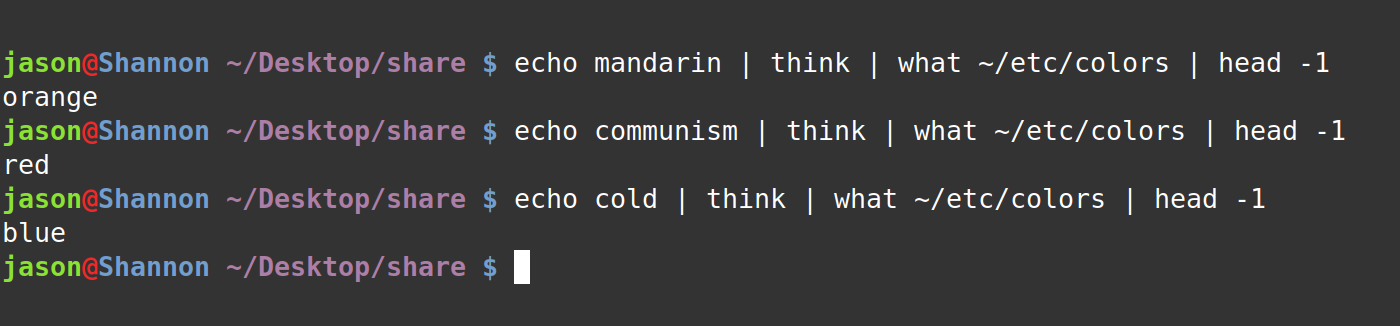 jason@Shannon ~/Desktop/share $ echo mandarin | think | what ~/etc/colors | head -1
orange
jason@Shannon ~/Desktop/share $ echo communism | think | what ~/etc/colors | head -1
red
jason@Shannon ~/Desktop/share $ echo cold | think | what ~/etc/colors | head -1
blue
jason@Shannon ~/Desktop/share $